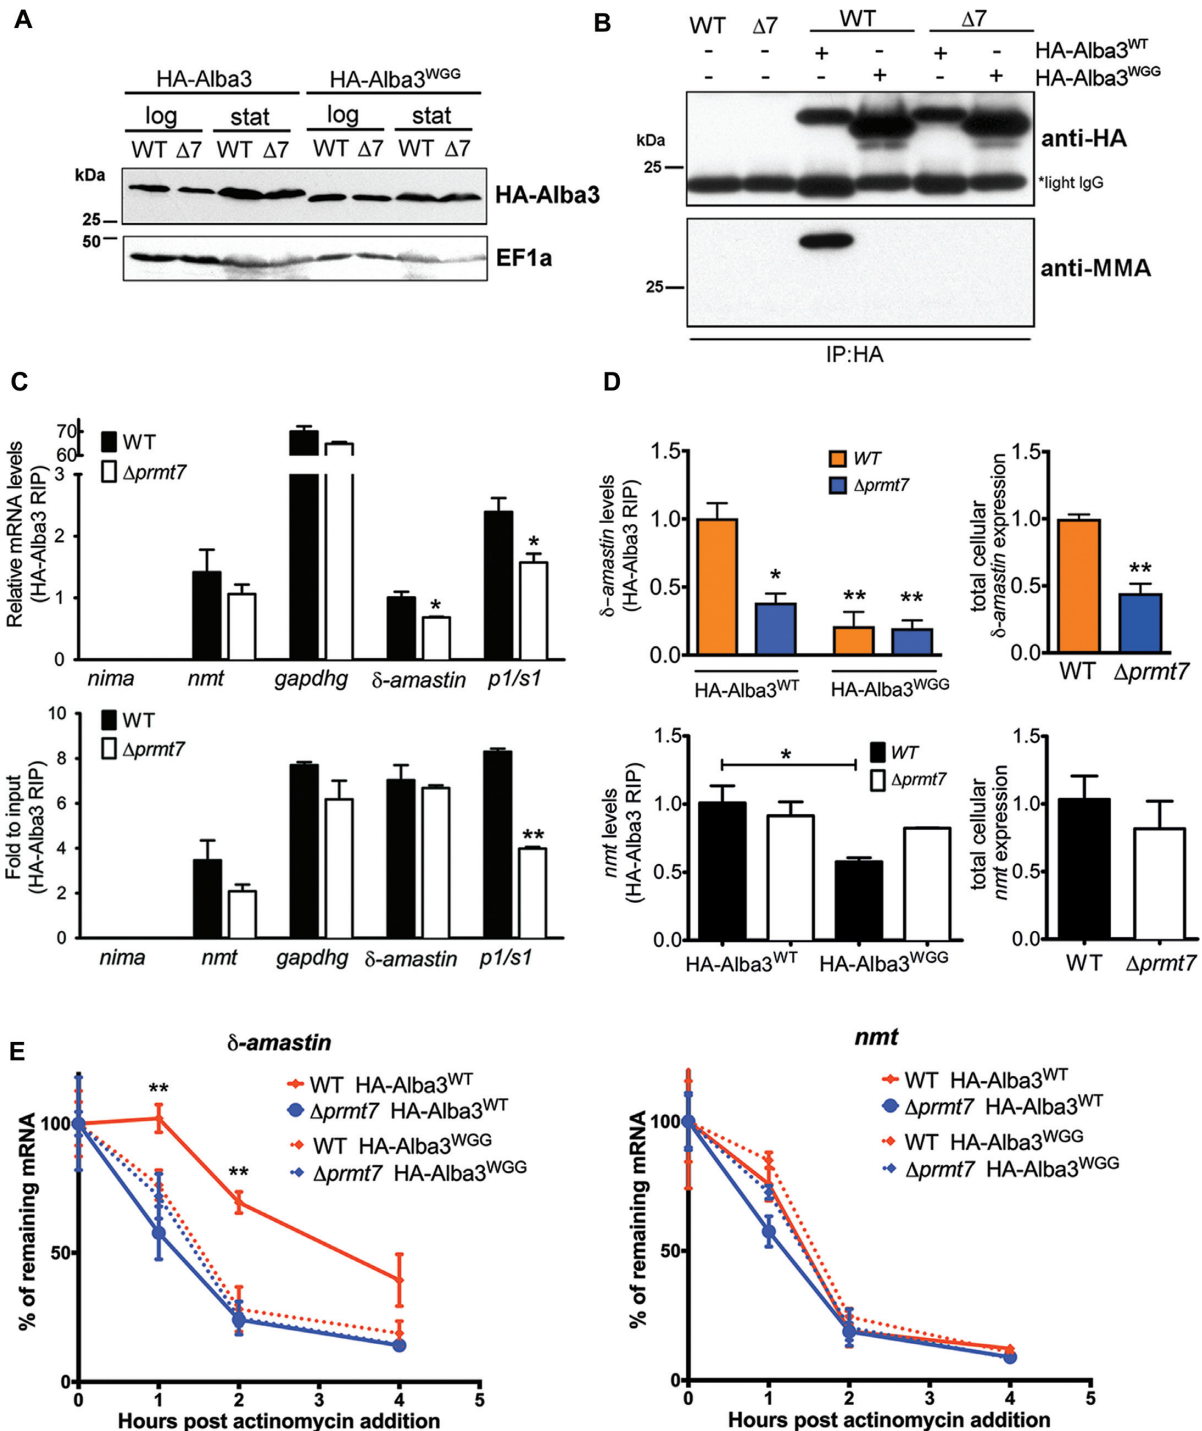 A
HA-Alba3 HA-Alba3WGG
log stat log stat
WT Δ7 WT Δ7 WT Δ7 WT Δ7
kDa
25
50
HA-Alba3
EF1a
B
WT Δ7 WT Δ7
- - + - + - HA-Alba3WT
- - - + - + HA-Alba3WGG
kDa
25
anti-HA
*light IgG
25
anti-MMA
IP:HA
C
Relative mRNA levels
(HA-Alba3 RIP)
70
60
3
2
1
0
WT
Δprmt7
* *
nima nmt gapdhg δ-amastin p1/s1
Fold to input
(HA-Alba3 RIP)
10
8
6
4
2
0
WT
Δprmt7
**
nima nmt gapdhg δ-amastin p1/s1
D
δ–amastin levels
(HA-Alba3 RIP)
1.5
1.0
0.5
0.0
WT
Δprmt7
* ** **
HA-Alba3WT HA-Alba3WGG
total cellular
δ-amastin expression
1.5
1.0
0.5
0.0
**
WT Δprmt7
nmt levels
(HA-Alba3 RIP)
1.5
1.0
0.5
0.0
*
WT
Δprmt7
HA-Alba3WT HA-Alba3WGG
total cellular
nmt expression
1.5
1.0
0.5
0.0
WT Δprmt7
E
δ-amastin
% of remaining mRNA
100
50
0
** **
WT HA-Alba3WT
Δprmt7 HA-Alba3WT
WT HA-Alba3WGG
Δprmt7 HA-Alba3WGG
0 1 2 3 4 5
Hours post actinomycin addition
nmt
% of remaining mRNA
100
50
0
WT HA-Alba3WT
Δprmt7 HA-Alba3WT
WT HA-Alba3WGG
Δprmt7 HA-Alba3WGG
0 1 2 3 4 5
Hours post actinomycin addition